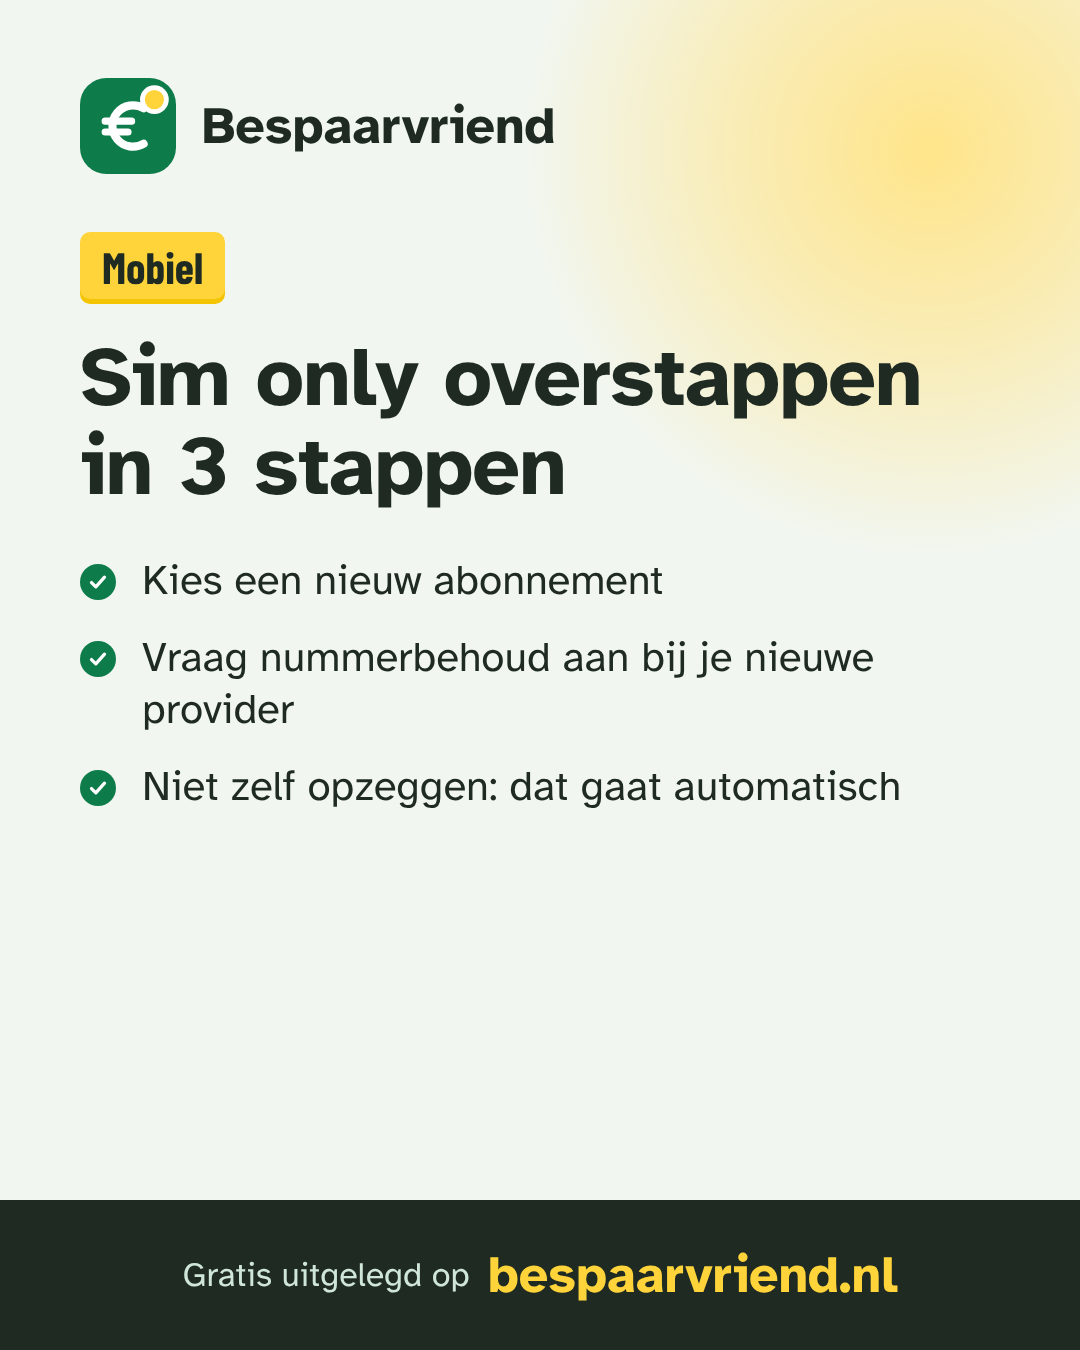 Bespaarvriend
Mobiel
Sim only overstappen
in 3 stappen
Kies een nieuw abonnement
Vraag nummerbehoud aan bij je nieuwe
provider
Niet zelf opzeggen: dat gaat automatisch
Gratis uitgelegd op bespaarvriend.nl